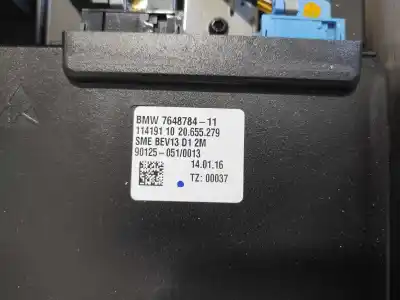 BMW 7648784-11
114191 10 20.655.279
SME BEV13 D1 2M
90125-051/0013
14.01.16
TZ: 00037